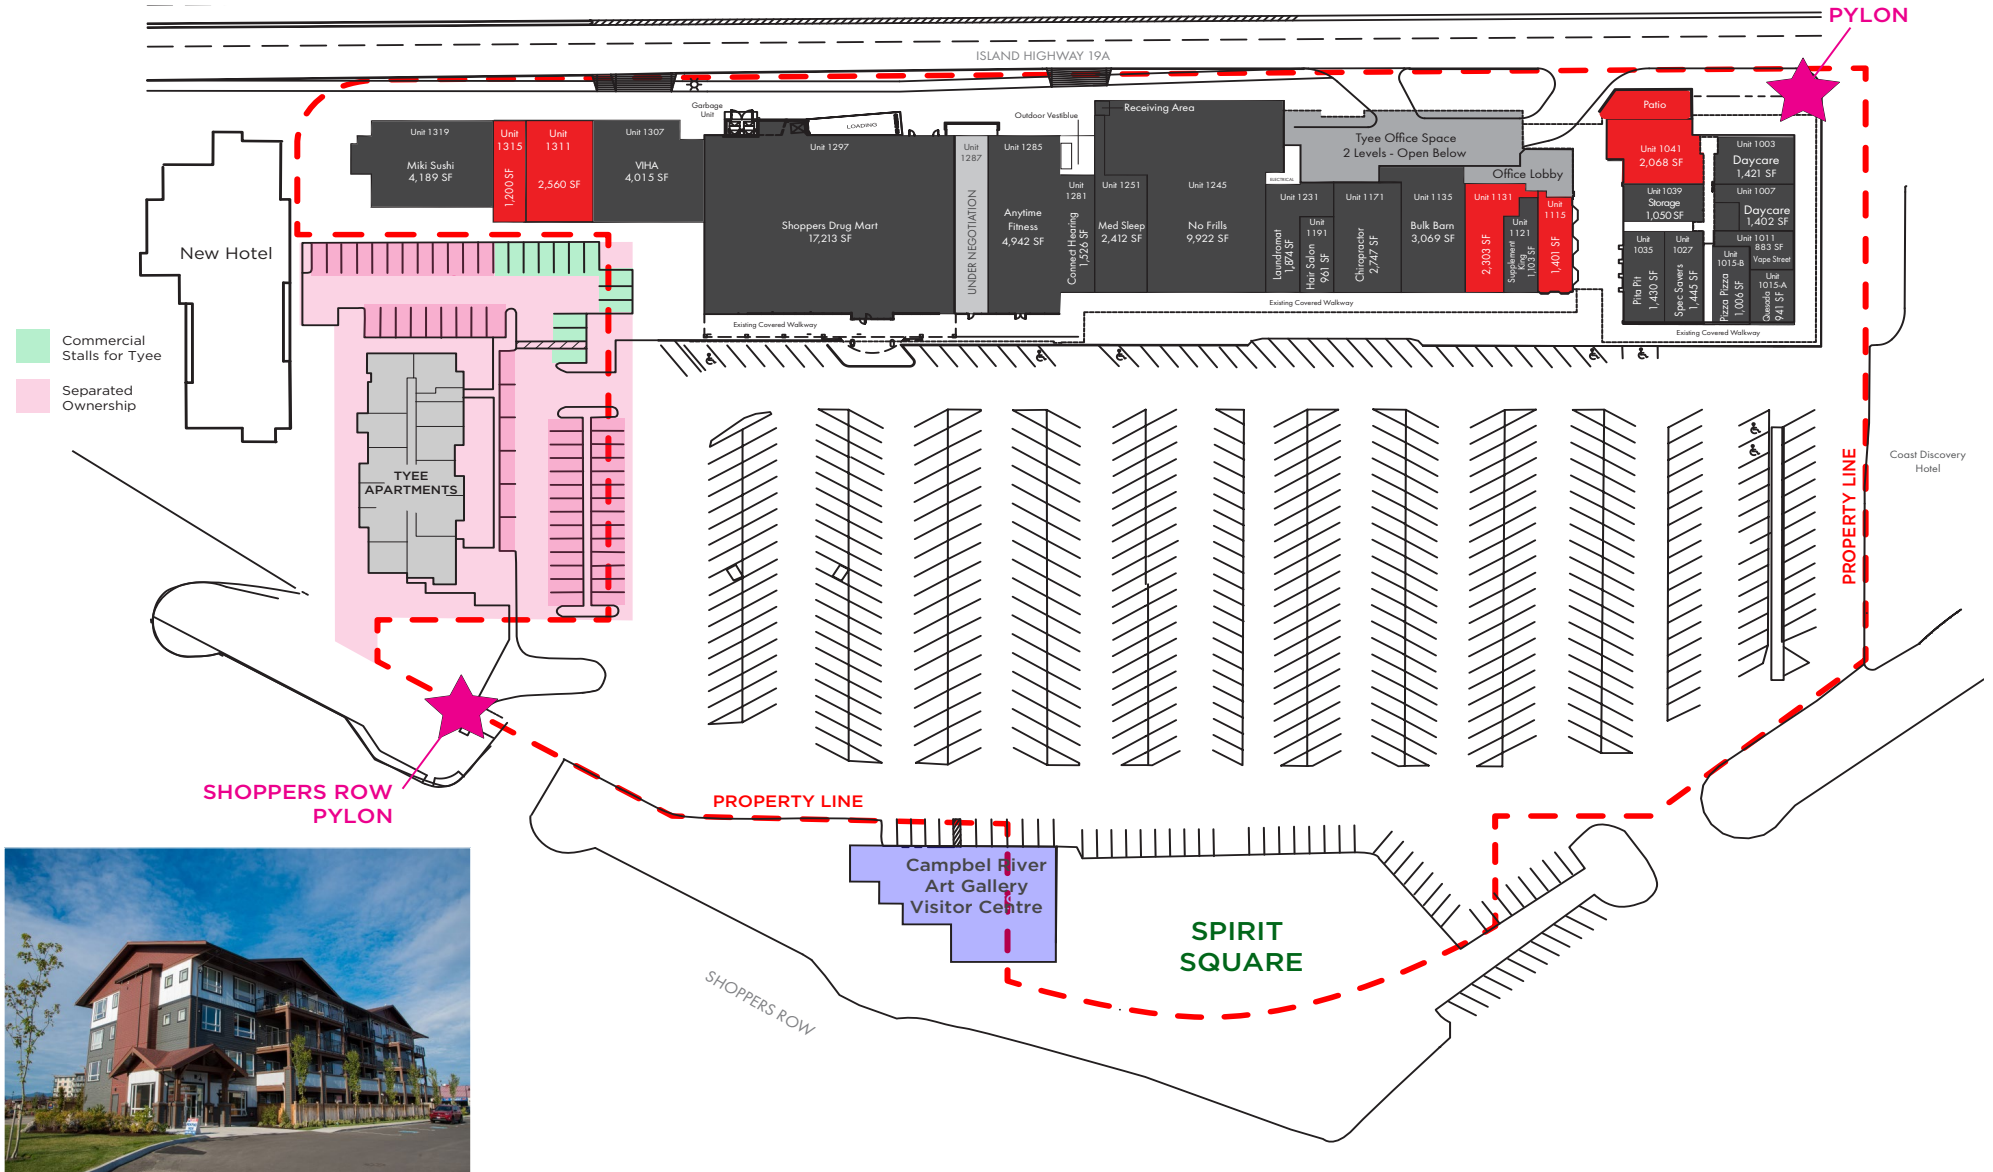 PYLON
ISLAND HIGHWAY 19A
Garbage
Unit
LOADING
Outdoor Vestiblue
Receiving Area
Tyee Office Space
2 Levels - Open Below
Office Lobby
Patio
Unit 1319
Miki Sushi
4,189 SF
Unit
1315
1,200 SF
Unit
1311
2,560 SF
Unit 1307
VIHA
4,015 SF
Unit 1297
Shoppers Drug Mart
17,213 SF
Unit
1287
UNDER NEGOTIATION
Unit 1285
Anytime
Fitness
4,942 SF
Unit
1281
Connect Hearing
1,526 SF
Unit 1251
Med Sleep
2,412 SF
Unit 1245
No Frills
9,922 SF
ELECTRICAL
Unit 1231
Laundromat
1,874 SF
Unit
1191
Hair Salon
961 SF
Unit 1171
Chiropractor
2,747 SF
Unit 1135
Bulk Barn
3,069 SF
Unit 1131
2,303 SF
Unit
1121
Supplement
King
1,103 SF
Unit
1115
1,401 SF
Unit 1041
2,068 SF
Unit 1039
Storage
1,050 SF
Unit
1035
Pita Pit
1,430 SF
Unit
1027
Spec Savers
1,445 SF
Unit 1003
Daycare
1,421 SF
Unit 1007
Daycare
1,402 SF
Unit 1011
883 SF
Vape Street
Unit
1015-B
Pizza Pizza
1,006 SF
Unit
1015-A
Quesada
941 SF
Existing Covered Walkway
Existing Covered Walkway
Existing Covered Walkway
New Hotel
Commercial
Stalls for Tyee
Separated
Ownership
TYEE
APARTMENTS
PROPERTY LINE
Coast Discovery
Hotel
SHOPPERS ROW
PYLON
PROPERTY LINE
Campbel River
Art Gallery
Visitor Centre
SPIRIT
SQUARE
SHOPPERS ROW